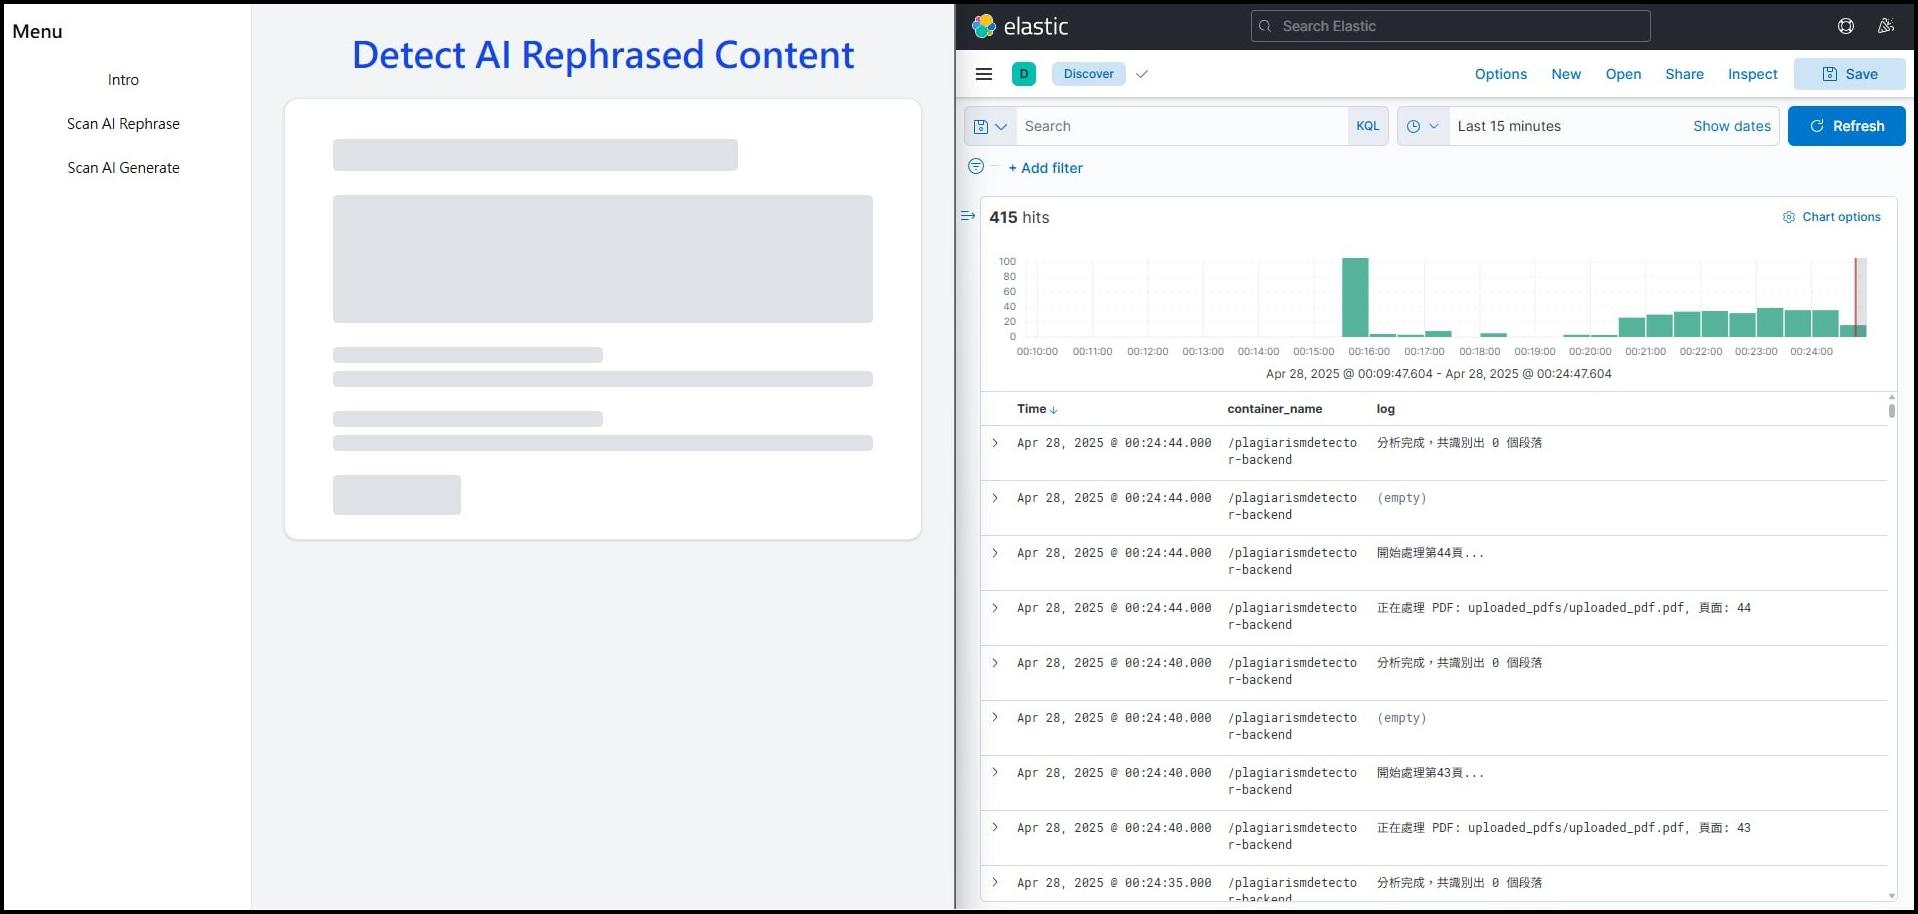 Menu
Intro
Scan AI Rephrase
Scan AI Generate
Detect AI Rephrased Content
elastic
Search Elastic
D
Discover
Options
New
Open
Share
Inspect
Save
Search
KQL
Last 15 minutes
Show dates
Refresh
+ Add filter
415 hits
Chart options
100
80
60
40
20
0
00:10:00
00:11:00
00:12:00
00:13:00
00:14:00
00:15:00
00:16:00
00:17:00
00:18:00
00:19:00
00:20:00
00:21:00
00:22:00
00:23:00
00:24:00
Apr 28, 2025 @ 00:09:47.604 - Apr 28, 2025 @ 00:24:47.604
Time
container_name
log
Apr 28, 2025 @ 00:24:44.000
/plagiarismdetecto
r-backend
分析完成，共識別出 0 個段落
Apr 28, 2025 @ 00:24:44.000
/plagiarismdetecto
r-backend
(empty)
Apr 28, 2025 @ 00:24:44.000
/plagiarismdetecto
r-backend
開始處理第44頁...
Apr 28, 2025 @ 00:24:44.000
/plagiarismdetecto
r-backend
正在處理 PDF: uploaded_pdfs/uploaded_pdf.pdf, 頁面: 44
Apr 28, 2025 @ 00:24:40.000
/plagiarismdetecto
r-backend
分析完成，共識別出 0 個段落
Apr 28, 2025 @ 00:24:40.000
/plagiarismdetecto
r-backend
(empty)
Apr 28, 2025 @ 00:24:40.000
/plagiarismdetecto
r-backend
開始處理第43頁...
Apr 28, 2025 @ 00:24:40.000
/plagiarismdetecto
r-backend
正在處理 PDF: uploaded_pdfs/uploaded_pdf.pdf, 頁面: 43
Apr 28, 2025 @ 00:24:35.000
/plagiarismdetecto
r-backend
分析完成，共識別出 0 個段落